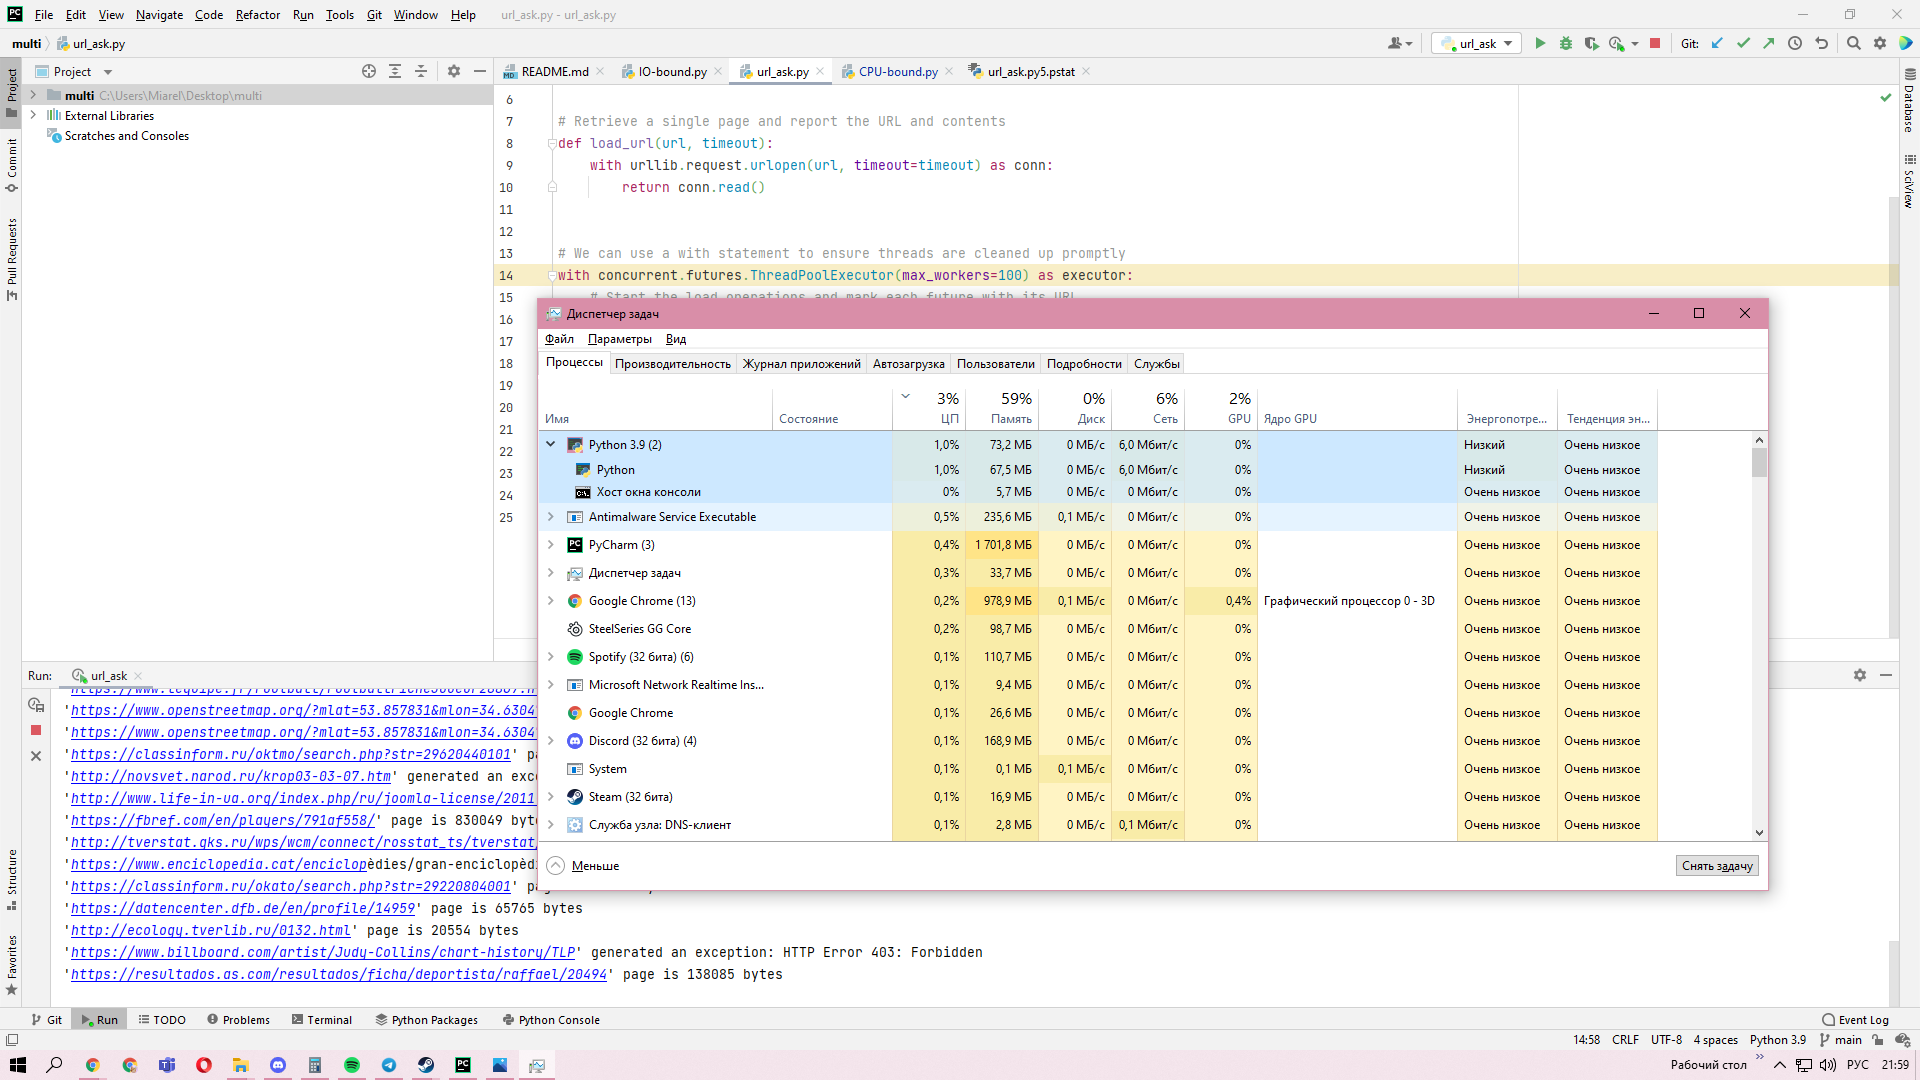 File Edit View Navigate Code Refactor Run Tools Git Window Help url_ask.py - url_ask.py
multi url_ask.py
url_ask
Git:
Project
README.md
IO-bound.py
url_ask.py
CPU-bound.py
url_ask.py5.pstat
multi C:\Users\Miarel\Desktop\multi
External Libraries
Scratches and Consoles
Project
Commit
Pull Requests
Structure
Favorites
Database
SciView
6
7 # Retrieve a single page and report the URL and contents
8 def load_url(url, timeout):
9 with urllib.request.urlopen(url, timeout=timeout) as conn:
10 return conn.read()
11
12
13 # We can use a with statement to ensure threads are cleaned up promptly
14 with concurrent.futures.ThreadPoolExecutor(max_workers=100) as executor:
15 # Start the load operations and mark each future with its URL
16
17
18
19
20
21
22
23
24
25
Диспетчер задач
Файл Параметры Вид
Процессы Производительность Журнал приложений Автозагрузка Пользователи Подробности Службы
3% 59% 0% 6% 2%
Имя Состояние ЦП Память Диск Сеть GPU Ядро GPU Энергопотре... Тенденция эн...
Python 3.9 (2) 1,0% 73,2 МБ 0 МБ/с 6,0 Мбит/с 0% Низкий Очень низкое
Python 1,0% 67,5 МБ 0 МБ/с 6,0 Мбит/с 0% Низкий Очень низкое
Хост окна консоли 0% 5,7 МБ 0 МБ/с 0 Мбит/с 0% Очень низкое Очень низкое
Antimalware Service Executable 0,5% 235,6 МБ 0,1 МБ/с 0 Мбит/с 0% Очень низкое Очень низкое
PyCharm (3) 0,4% 1 701,8 МБ 0 МБ/с 0 Мбит/с 0% Очень низкое Очень низкое
Диспетчер задач 0,3% 33,7 МБ 0 МБ/с 0 Мбит/с 0% Очень низкое Очень низкое
Google Chrome (13) 0,2% 978,9 МБ 0,1 МБ/с 0 Мбит/с 0,4% Графический процессор 0 - 3D Очень низкое Очень низкое
SteelSeries GG Core 0,2% 98,7 МБ 0 МБ/с 0 Мбит/с 0% Очень низкое Очень низкое
Spotify (32 бита) (6) 0,1% 110,7 МБ 0 МБ/с 0 Мбит/с 0% Очень низкое Очень низкое
Microsoft Network Realtime Ins... 0,1% 9,4 МБ 0 МБ/с 0 Мбит/с 0% Очень низкое Очень низкое
Google Chrome 0,1% 26,6 МБ 0 МБ/с 0 Мбит/с 0% Очень низкое Очень низкое
Discord (32 бита) (4) 0,1% 168,9 МБ 0 МБ/с 0 Мбит/с 0% Очень низкое Очень низкое
System 0,1% 0,1 МБ 0,1 МБ/с 0 Мбит/с 0% Очень низкое Очень низкое
Steam (32 бита) 0,1% 16,9 МБ 0 МБ/с 0 Мбит/с 0% Очень низкое Очень низкое
Служба узла: DNS-клиент 0,1% 2,8 МБ 0 МБ/с 0,1 Мбит/с 0% Очень низкое Очень низкое
Меньше
Снять задачу
Run: url_ask
'https://www.openstreetmap.org/?mlat=53.857831&mlon=34.6304
'https://www.openstreetmap.org/?mlat=53.857831&mlon=34.6304
'https://classinform.ru/oktmo/search.php?str=29620440101' pa
'http://novsvet.narod.ru/krop03-03-07.htm' generated an exc
'http://www.life-in-ua.org/index.php/ru/joomla-license/2011
'https://fbref.com/en/players/791af558/' page is 830049 byt
'http://tverstat.gks.ru/wps/wcm/connect/rosstat_ts/tverstat/
'https://www.enciclopedia.cat/enciclopèdies/gran-enciclopèd
'https://classinform.ru/okato/search.php?str=29220804001' p
'https://datacenter.dfb.de/en/profile/14959' page is 65765 bytes
'http://ecology.tverlib.ru/0132.html' page is 20554 bytes
'https://www.billboard.com/artist/Judy-Collins/chart-history/TLP' generated an exception: HTTP Error 403: Forbidden
'https://resultados.as.com/resultados/ficha/deportista/raffael/20494' page is 138085 bytes
Git Run TODO Problems Terminal Python Packages Python Console Event Log
14:58 CRLF UTF-8 4 spaces Python 3.9 main
Рабочий стол РУС 21:59